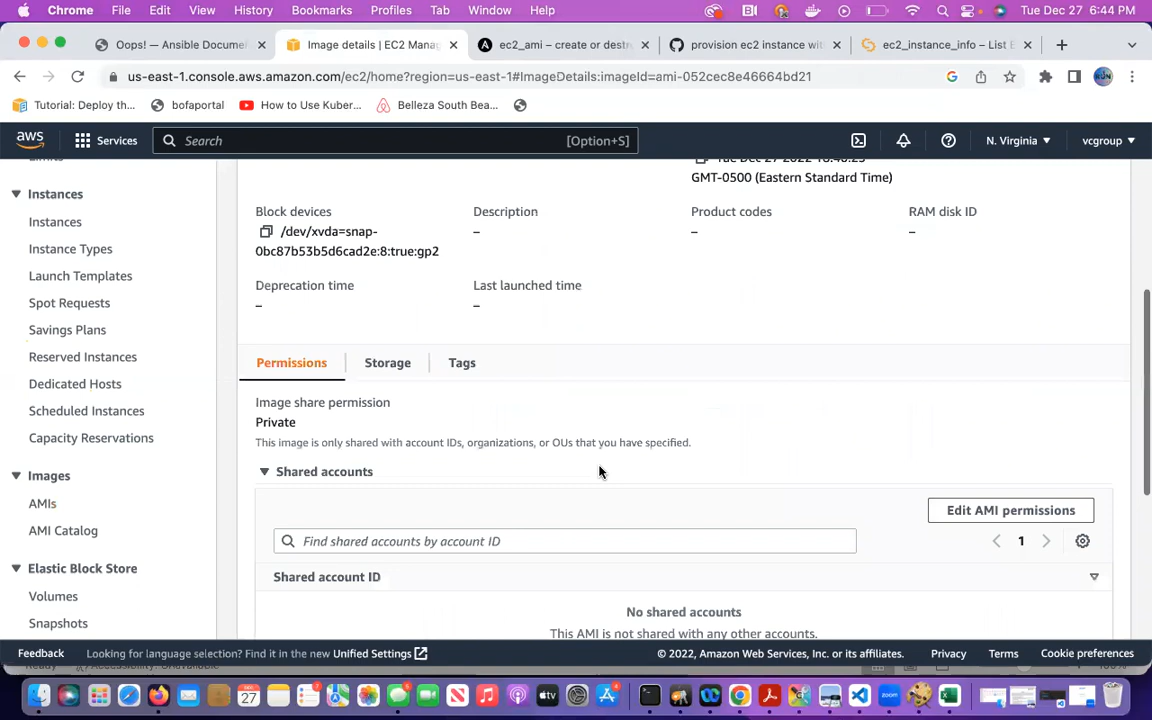 Chrome File Edit View History Bookmarks Profiles Tab Window Help Tue Dec 27 6:44 PM
Oops! — Ansible Documen Image details | EC2 Manag ec2_ami – create or destr provision ec2 instance wit ec2_instance_info – List E
us-east-1.console.aws.amazon.com/ec2/home?region=us-east-1#ImageDetails:imageId=ami-052cec8e46664bd21
Tutorial: Deploy th... bofaportal How to Use Kuber... Belleza South Bea...
aws Services Search [Option+S] N. Virginia vcgroup
Limits
Instances
Instances
Instance Types
Launch Templates
Spot Requests
Savings Plans
Reserved Instances
Dedicated Hosts
Scheduled Instances
Capacity Reservations
Images
AMIs
AMI Catalog
Elastic Block Store
Volumes
Snapshots
GMT-0500 (Eastern Standard Time)
Block devices Description Product codes RAM disk ID
/dev/xvda=snap- – – –
0bc87b53b5d6cad2e:8:true:gp2
Deprecation time Last launched time
– –
Permissions Storage Tags
Image share permission
Private
This image is only shared with account IDs, organizations, or OUs that you have specified.
Shared accounts
Edit AMI permissions
Find shared accounts by account ID 1
Shared account ID
No shared accounts
This AMI is not shared with any other accounts.
Feedback Looking for language selection? Find it in the new Unified Settings © 2022, Amazon Web Services, Inc. or its affiliates. Privacy Terms Cookie preferences